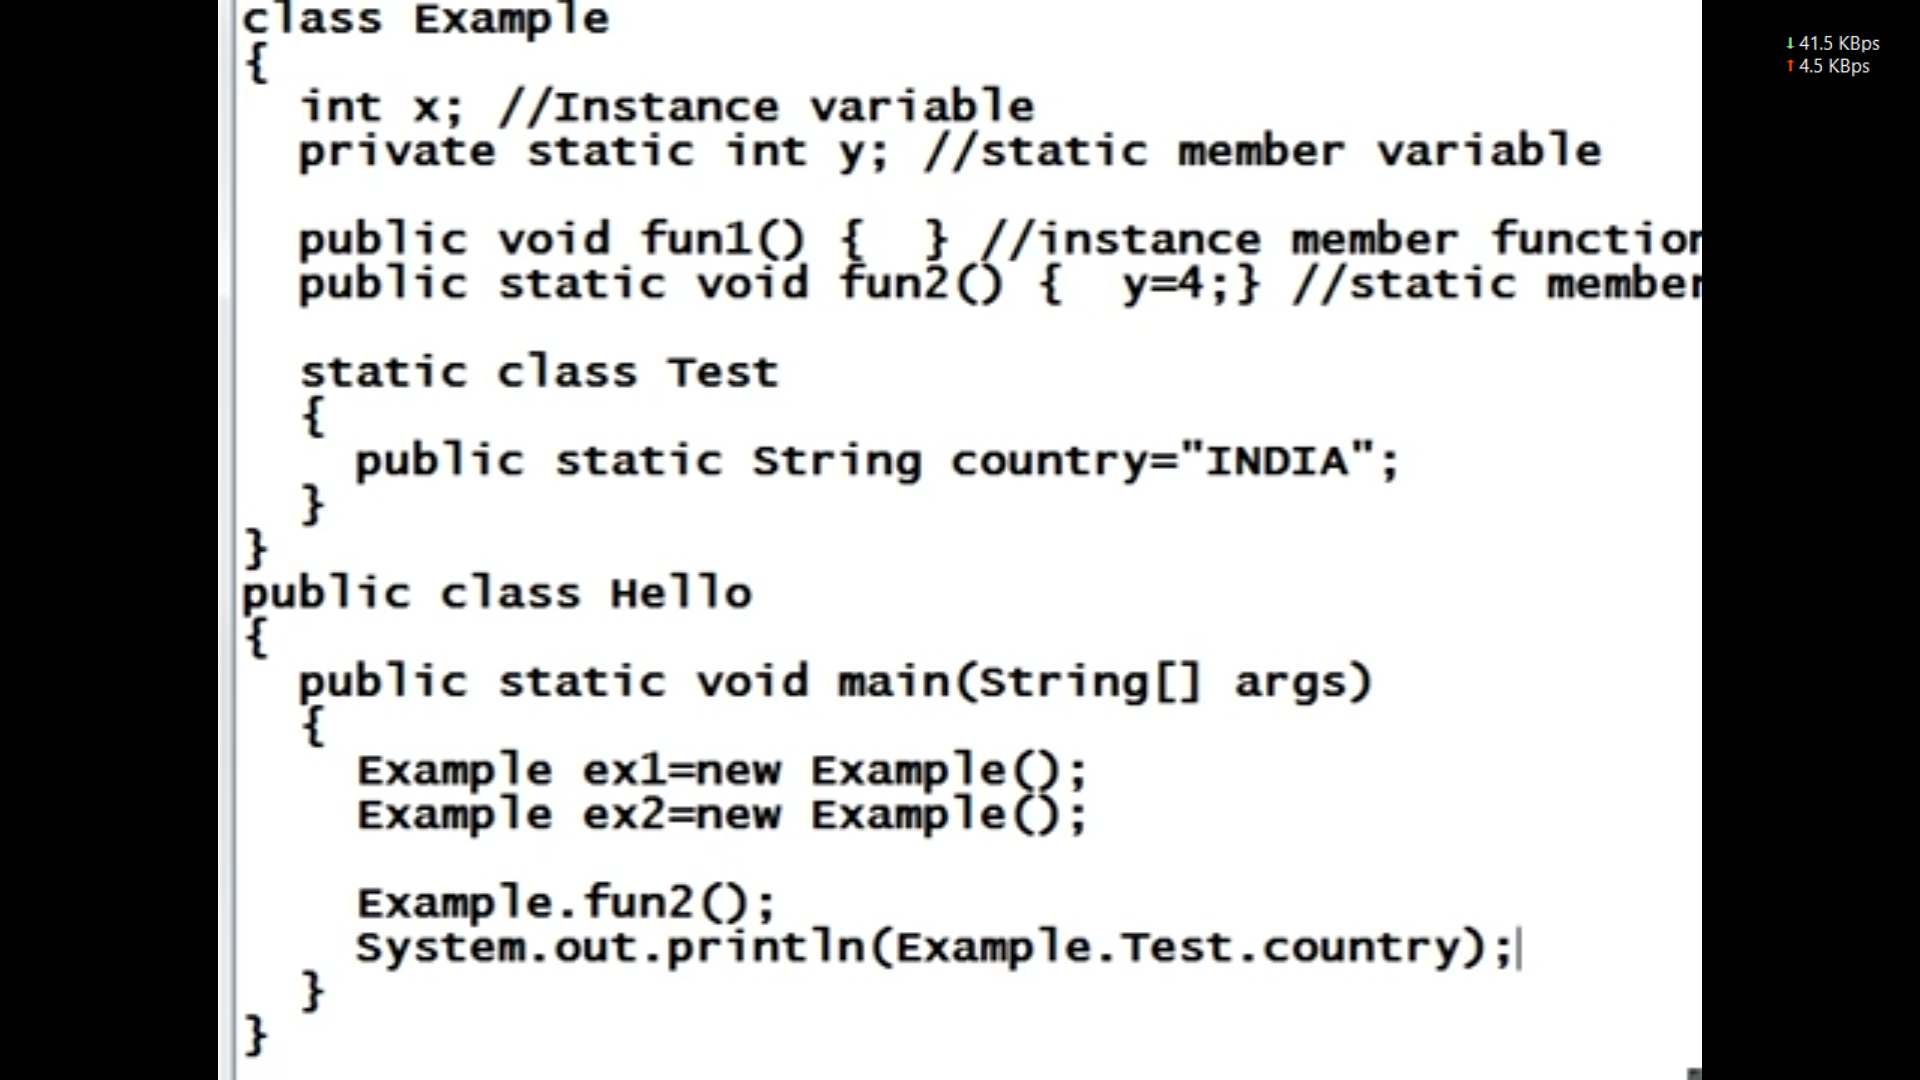 class Example
{
int x; //Instance variable
private static int y; //static member variable
public void fun1() { } //instance member function
public static void fun2() { y=4;} //static member
static class Test
{
public static String country="INDIA";
}
}
public class Hello
{
public static void main(String[] args)
{
Example ex1=new Example();
Example ex2=new Example();
Example.fun2();
System.out.println(Example.Test.country);
}
}
↓ 41.5 KBps
↑ 4.5 KBps